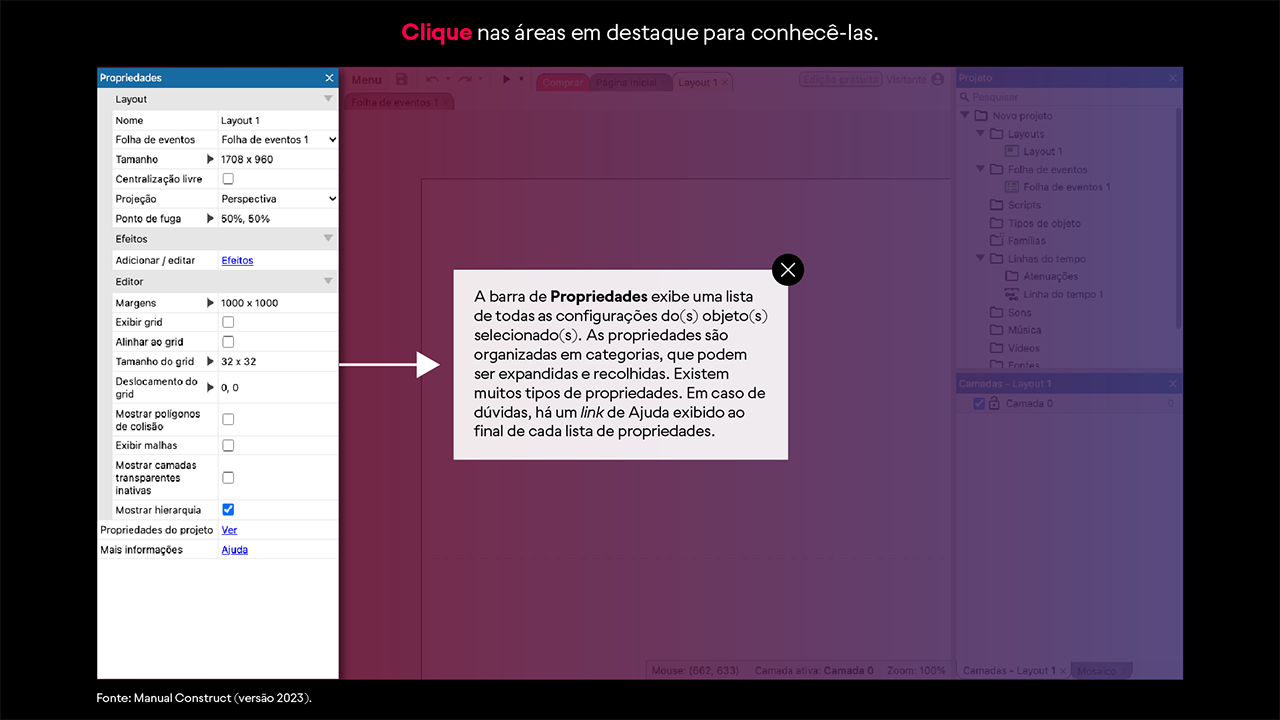 Clique nas áreas em destaque para conhecê-las.
Propriedades
Layout
Nome Layout 1
Folha de eventos Folha de eventos 1
Tamanho 1708 x 960
Centralização livre
Projeção Perspectiva
Ponto de fuga 50%, 50%
Efeitos
Adicionar / editar Efeitos
Editor
Margens 1000 x 1000
Exibir grid
Alinhar ao grid
Tamanho do grid 32 x 32
Deslocamento do
grid 0, 0
Mostrar polígonos
de colisão
Exibir malhas
Mostrar camadas
transparentes
inativas
Mostrar hierarquia
Propriedades do projeto Ver
Mais informações Ajuda
Menu Comprar Página inicial Layout 1 Edição gratuita Visitante
Folha de eventos 1
A barra de Propriedades exibe uma lista
de todas as configurações do(s) objeto(s)
selecionado(s). As propriedades são
organizadas em categorias, que podem
ser expandidas e recolhidas. Existem
muitos tipos de propriedades. Em caso de
dúvidas, há um link de Ajuda exibido ao
final de cada lista de propriedades.
Mouse: (662, 633) Camada ativa: Camada 0 Zoom: 100%
Projeto
Pesquisar
Novo projeto
Layouts
Layout 1
Folha de eventos
Folha de eventos 1
Scripts
Tipos de objeto
Famílias
Linhas do tempo
Atenuações
Linha do tempo 1
Sons
Música
Vídeos
Fontes
Camadas - Layout 1
Camada 0 0
Camadas - Layout 1 Mosaico
Fonte: Manual Construct (versão 2023).